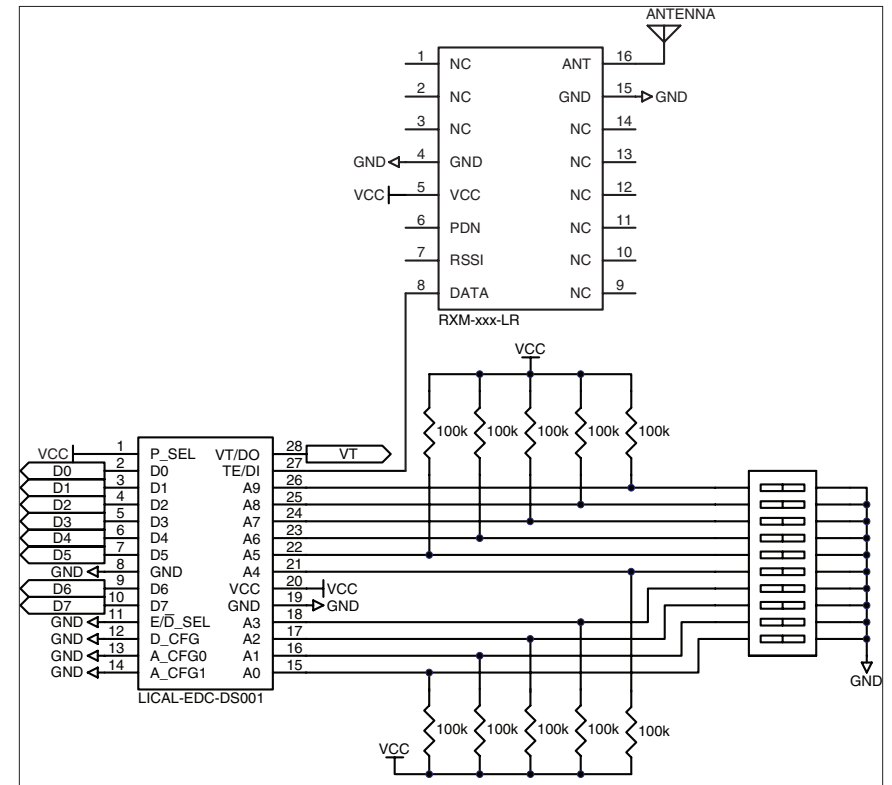 ANTENNA
1 NC ANT 16
2 NC GND 15 GND
3 NC NC 14
GND 4 GND NC 13
VCC 5 VCC NC 12
6 PDN NC 11
7 RSSI NC 10
8 DATA NC 9
RXM-xxx-LR
VCC
100k 100k 100k 100k 100k
VCC 1 P_SEL VT/DO 28 VT
D0 2 D0 TE/DI 27
D1 3 D1 A9 26
D2 4 D2 A8 25
D3 5 D3 A7 24
D4 6 D4 A6 23
D5 7 D5 A5 22
GND 8 GND A4 21
D6 9 D6 VCC 20 VCC
D7 10 D7 GND 19 GND
GND 11 E/D̅_SEL A3 18
GND 12 D_CFG A2 17
GND 13 A_CFG0 A1 16
GND 14 A_CFG1 A0 15
GND
LICAL-EDC-DS001
100k 100k 100k 100k 100k
VCC